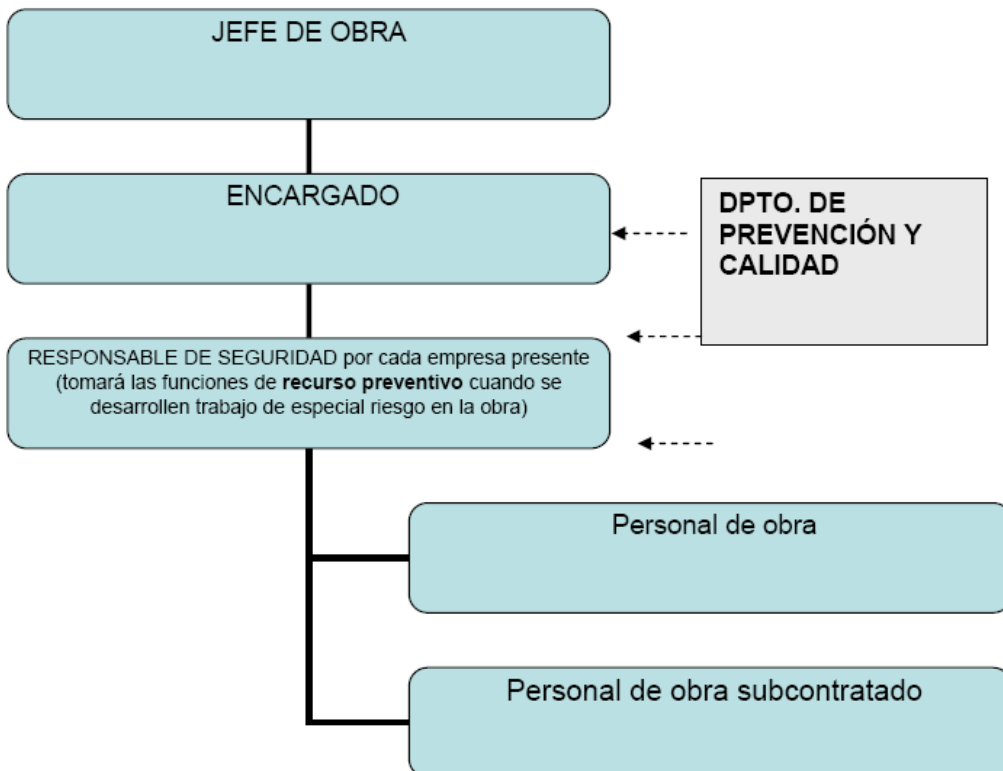 JEFE DE OBRA
ENCARGADO
DPTO. DE
PREVENCIÓN Y
CALIDAD
RESPONSABLE DE SEGURIDAD por cada empresa presente
(tomará las funciones de recurso preventivo cuando se
desarrollen trabajo de especial riesgo en la obra)
Personal de obra
Personal de obra subcontratado